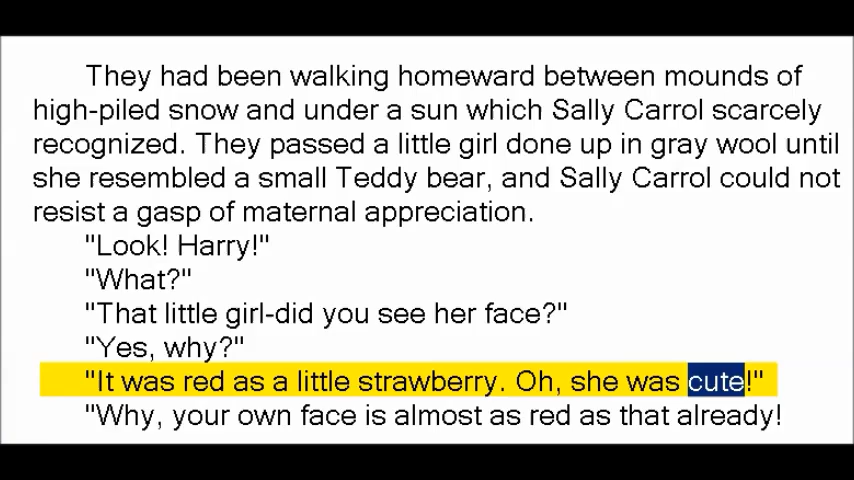 They had been walking homeward between mounds of
high-piled snow and under a sun which Sally Carrol scarcely
recognized. They passed a little girl done up in gray wool until
she resembled a small Teddy bear, and Sally Carrol could not
resist a gasp of maternal appreciation.
"Look! Harry!"
"What?"
"That little girl-did you see her face?"
"Yes, why?"
"It was red as a little strawberry. Oh, she was cute!"
"Why, your own face is almost as red as that already!